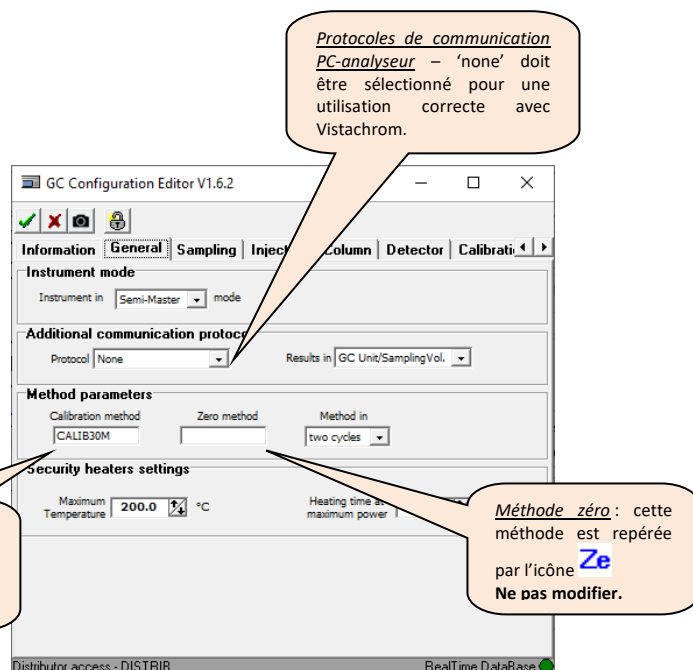 Protocoles de communication
PC-analyseur – ‘none’ doit
être sélectionné pour une
utilisation correcte avec
Vistachrom.
GC Configuration Editor V1.6.2
Information General Sampling Column Detector
Instrument mode
Instrument in Semi-Master mode
Additional communication
Protocol None Results in GC Unit/SamplingVol.
Method parameters
Calibration method Zero method Method in
CALIB30M two cycles
Security heaters settings
Maximum Heating time at
Temperature 200.0 °C maximum power
Méthode zéro : cette
méthode est repérée
par l’icône Ze
Ne pas modifier.
Distributor access - DISTRIB RealTime DataBase